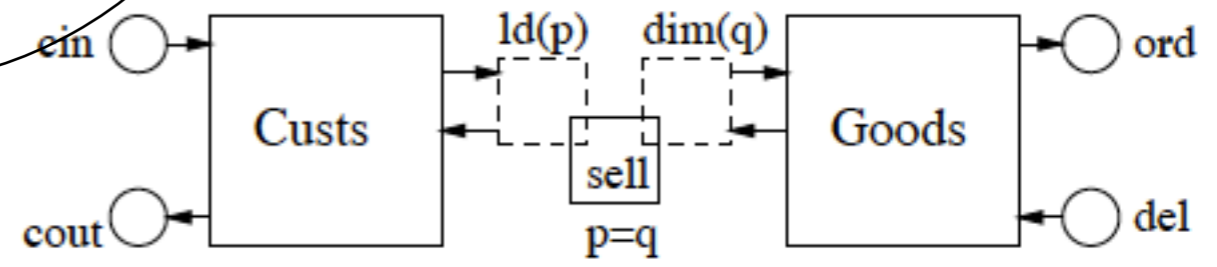 cin
ld(p)
dim(q)
ord
Custs
Goods
sell
cout
p=q
del